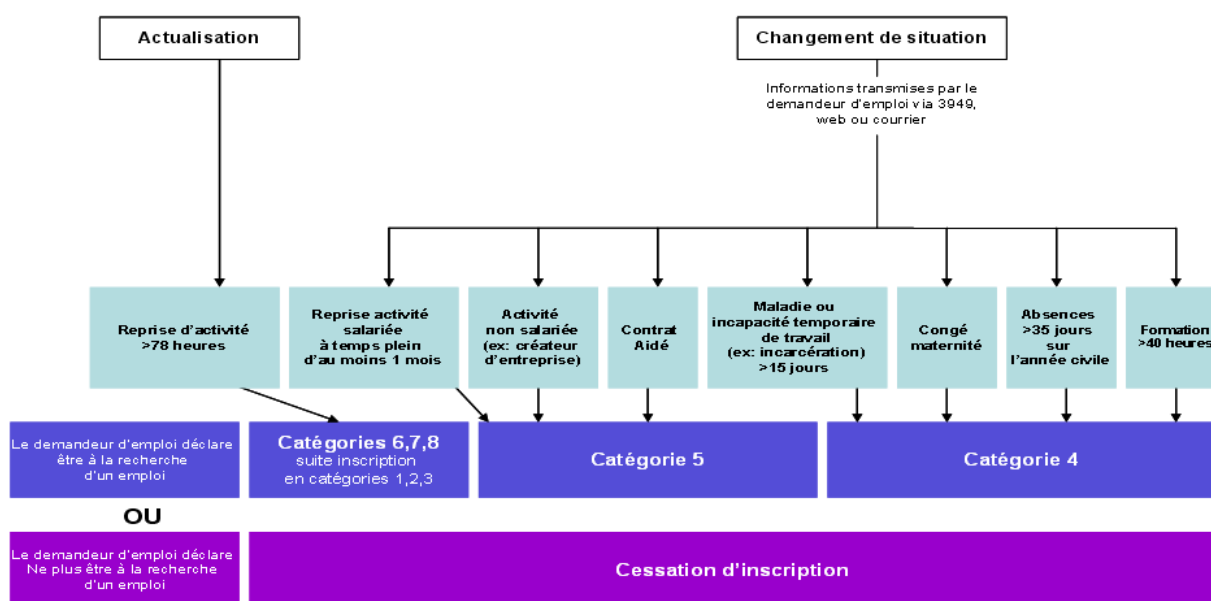 Actualisation
Changement de situation
Informations transmises par le
demandeur d'emploi via 3949,
web ou courrier
Reprise d'activité
>78 heures
Reprise activité
salariée
à temps plein
d'au moins 1 mois
Activité
non salariée
(ex: créateur
d'entreprise)
Contrat
Aidé
Maladie ou
incapacité temporaire
de travail
(ex: incarcération)
>15 jours
Congé
maternité
Absences
>35 jours
sur
l'année civile
Formation
>40 heures
Le demandeur d'emploi déclare
être à la recherche
d'un emploi
Catégories 6,7,8
suite inscription
en catégories 1,2,3
Catégorie 5
Catégorie 4
OU
Le demandeur d'emploi déclare
Ne plus être à la recherche
d'un emploi
Cessation d'inscription